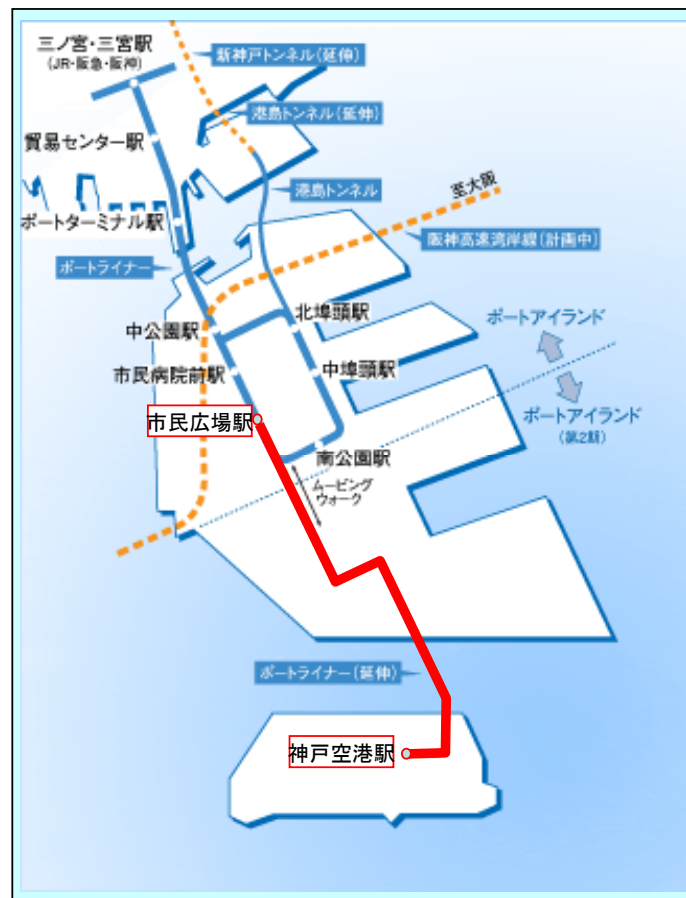 三ノ宮・三宮駅
(JR・阪急・阪神)
新神戸トンネル(延伸)
港島トンネル(延伸)
貿易センター駅
港島トンネル
至大阪
ポートターミナル駅
阪神高速湾岸線(計画中)
ポートライナー
北埠頭駅
ポートアイランド
中公園駅
中埠頭駅
市民病院前駅
ポートアイランド
(第2期)
市民広場駅
南公園駅
ムービング
ウォーク
ポートライナー(延伸)
神戸空港駅